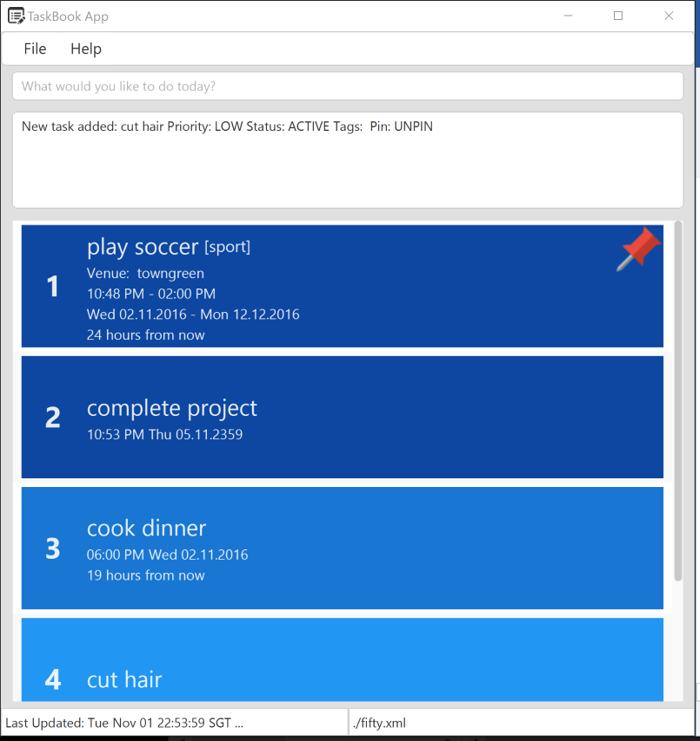 TaskBook App
File Help
What would you like to do today?
New task added: cut hair Priority: LOW Status: ACTIVE Tags:  Pin: UNPIN
1
play soccer [sport]
Venue:  towngreen
10:48 PM - 02:00 PM
Wed 02.11.2016 - Mon 12.12.2016
24 hours from now
2
complete project
10:53 PM Thu 05.11.2359
3
cook dinner
06:00 PM Wed 02.11.2016
19 hours from now
4
cut hair
Last Updated: Tue Nov 01 22:53:59 SGT ...
./fifty.xml